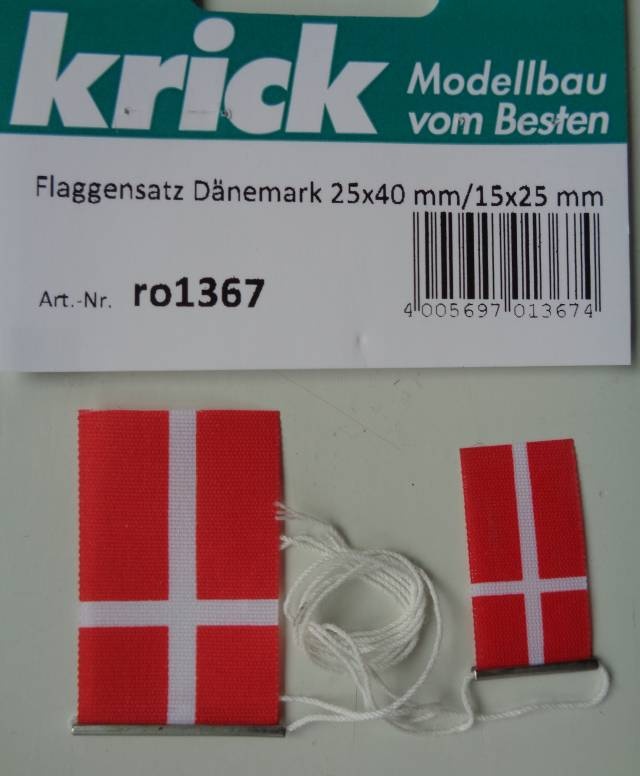 krick
Modellbau
vom Besten
Flaggensatz Dänemark 25x40 mm/15x25 mm
Art.-Nr. ro1367
4 005697 013674